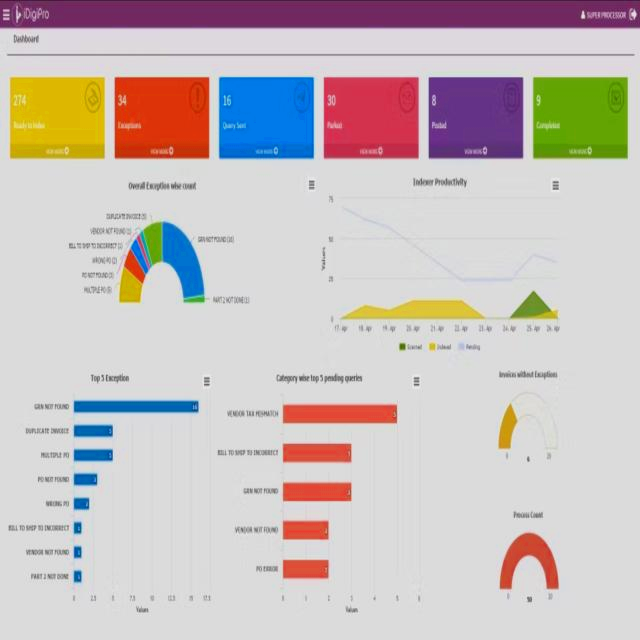 iDigiPro
SUPER PROCESSOR
Dashboard
274
Ready to Index
VIEW MORE
34
Exceptions
VIEW MORE
16
Query Sent
VIEW MORE
30
Parked
VIEW MORE
8
Posted
VIEW MORE
9
Completed
VIEW MORE
Overall Exception wise count
DUPLICATE INVOICE (5)
VENDOR NOT FOUND (1)
BILL TO SHIP TO INCORRECT (1)
WRONG PO (2)
PO NOT FOUND (3)
MULTIPLE PO (5)
GRN NOT FOUND (16)
PART 2 NOT DONE (1)
Indexer Productivity
Values
75
50
25
0
17. Apr 18. Apr 19. Apr 20. Apr 21. Apr 22. Apr 23. Apr 24. Apr 25. Apr 26. Apr
Scanned Indexed Pending
Top 5 Exception
GRN NOT FOUND 16
DUPLICATE INVOICE 5
MULTIPLE PO 5
PO NOT FOUND 3
WRONG PO 2
BILL TO SHIP TO INCORRECT 1
VENDOR NOT FOUND 1
PART 2 NOT DONE 1
0 2.5 5 7.5 10 12.5 15 17.5
Values
Category wise top 5 pending queries
VENDOR TAX MISMATCH 5
BILL TO SHIP TO INCORRECT 3
GRN NOT FOUND 3
VENDOR NOT FOUND 2
PO ERROR 2
0 1 2 3 4 5 6
Values
Invoices without Exceptions
0
6
20
Process Count
0
50